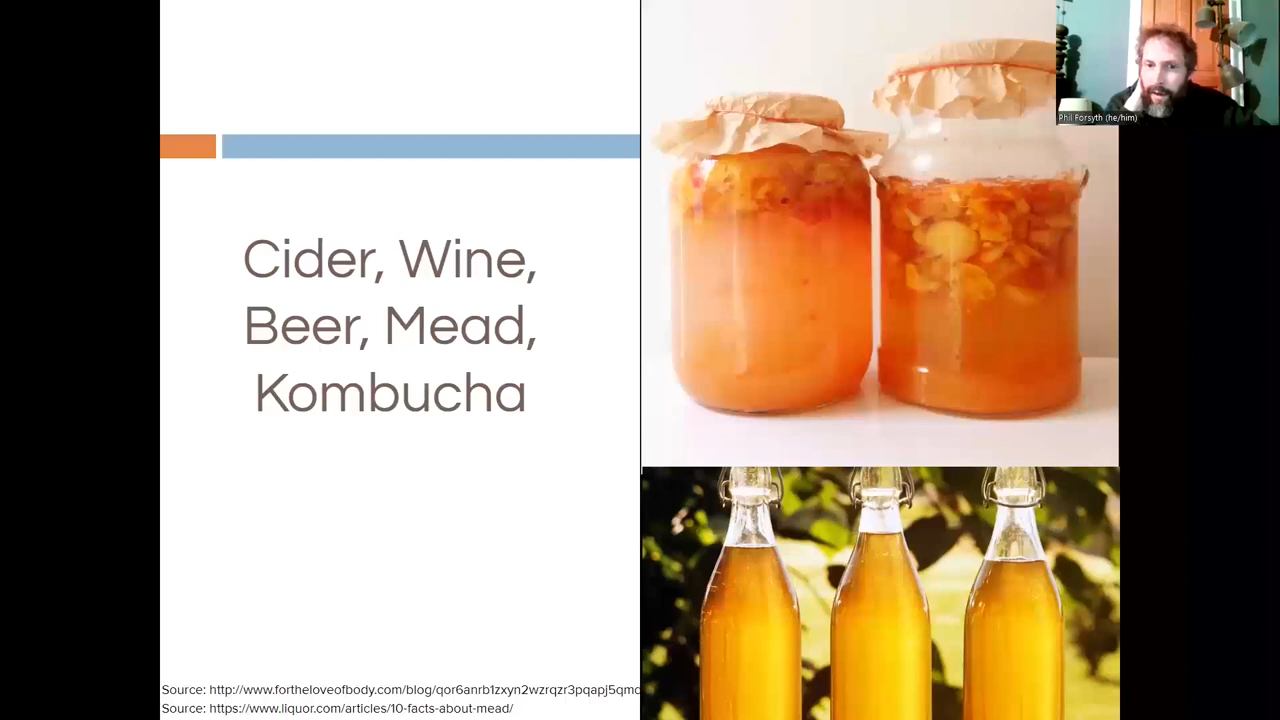 Phil Forsyth (he/him)
Cider, Wine,
Beer, Mead,
Kombucha
Source: http://www.fortheloveofbody.com/blog/qor6anrb1zxyn2wzrqzr3pqapj5qmc
Source: https://www.liquor.com/articles/10-facts-about-mead/